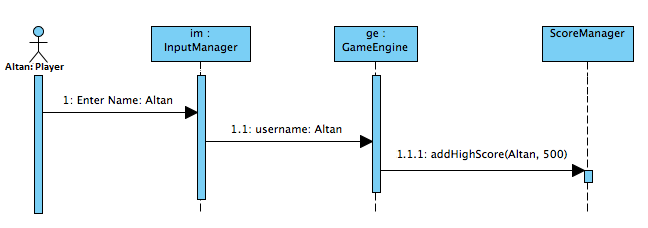 im :
InputManager
ge :
GameEngine
ScoreManager
Altan: Player
1: Enter Name: Altan
1.1: username: Altan
1.1.1: addHighScore(Altan, 500)